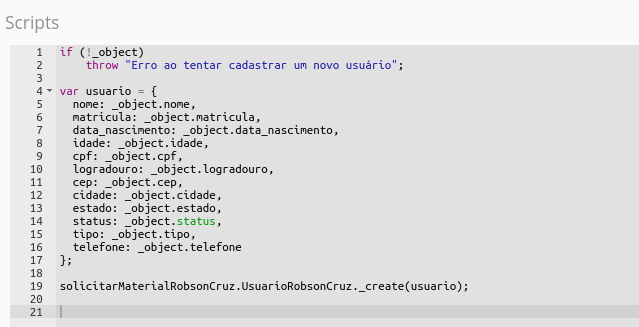 Scripts
1 if (!_object)
2     throw "Erro ao tentar cadastrar um novo usuário";
3
4 var usuario = {
5   nome: _object.nome,
6   matricula: _object.matricula,
7   data_nascimento: _object.data_nascimento,
8   idade: _object.idade,
9   cpf: _object.cpf,
10   logradouro: _object.logradouro,
11   cep: _object.cep,
12   cidade: _object.cidade,
13   estado: _object.estado,
14   status: _object.status,
15   tipo: _object.tipo,
16   telefone: _object.telefone
17 };
18
19 solicitarMaterialRobsonCruz.UsuarioRobsonCruz._create(usuario);
20
21